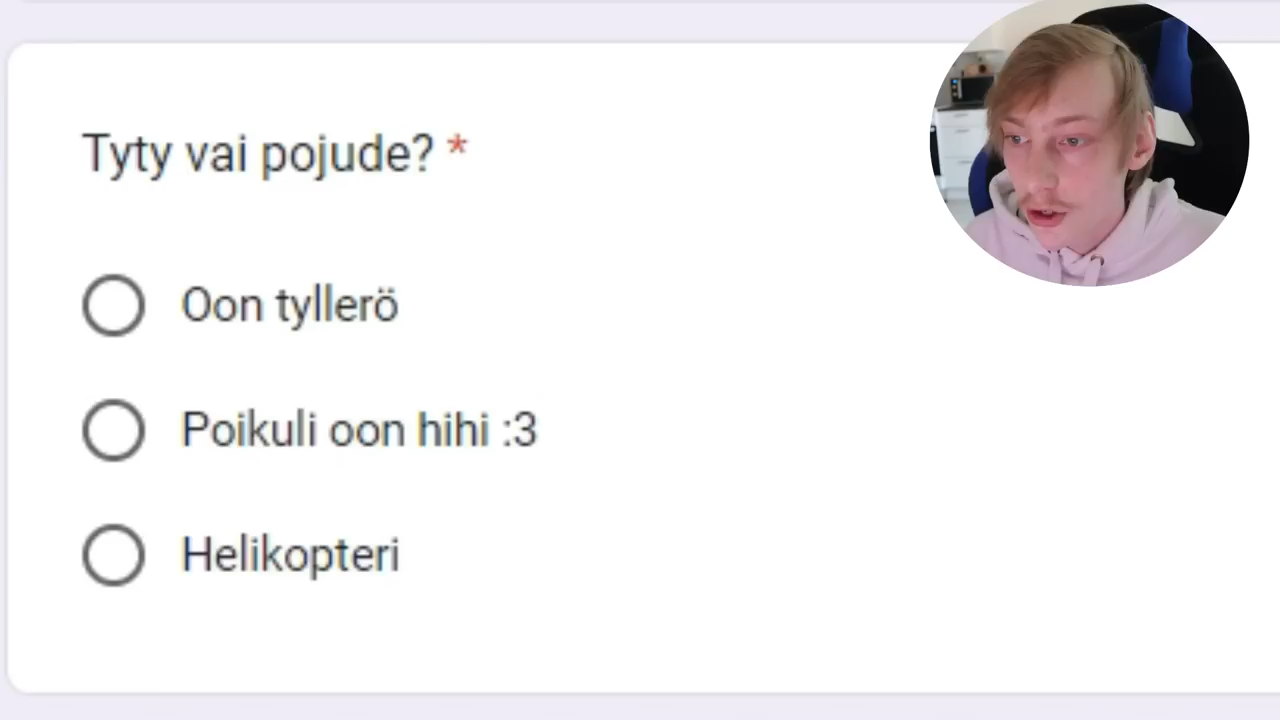 Tyty vai pojude? *
Oon tyllerö
Poikuli oon hihi :3
Helikopteri